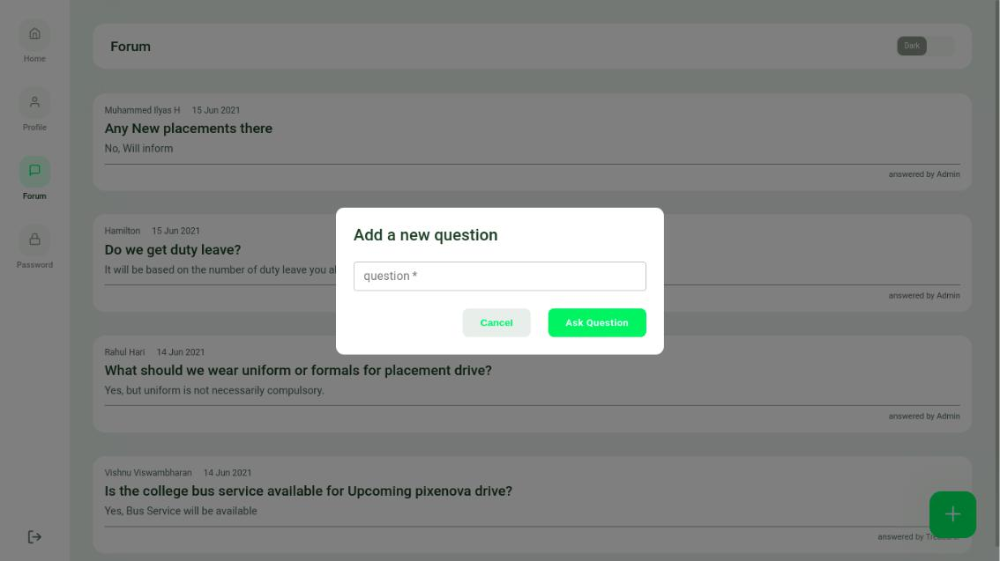 Home
Profile
Forum
Password
Forum
Dark
Muhammed Ilyas H 15 Jun 2021
Any New placements there
No, Will inform
answered by Admin
Hamilton 15 Jun 2021
Do we get duty leave?
It will be based on the number of duty leave you al
answered by Admin
Add a new question
question *
Cancel Ask Question
Rahul Hari 14 Jun 2021
What should we wear uniform or formals for placement drive?
Yes, but uniform is not necessarily compulsory.
answered by Admin
Vishnu Viswambharan 14 Jun 2021
Is the college bus service available for Upcoming pixenova drive?
Yes, Bus Service will be available
answered by